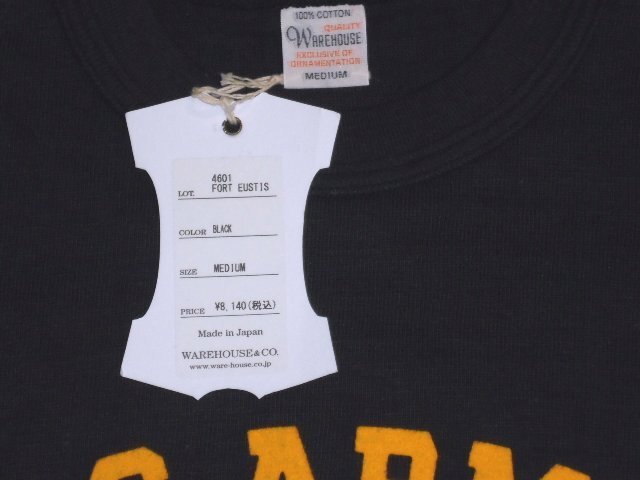 100% COTTON
QUALITY
WAREHOUSE
EXCLUSIVE OF
ORNAMENTATION
MEDIUM
4601
LOT. FORT EUSTIS
COLOR BLACK
SIZE MEDIUM
PRICE ¥8,140(税込)
Made in Japan
WAREHOUSE&CO.
www.ware-house.co.jp
S ARM